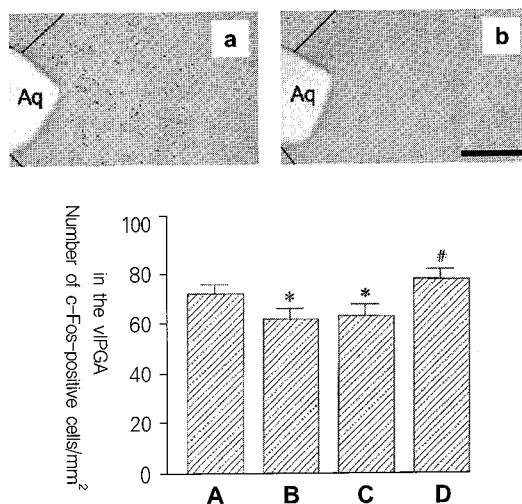 a
b
Aq
Aq
Number of c-Fos-positive cells/mm²
in the vlPGA
100
80
60
40
20
0
*
*
#
A
B
C
D